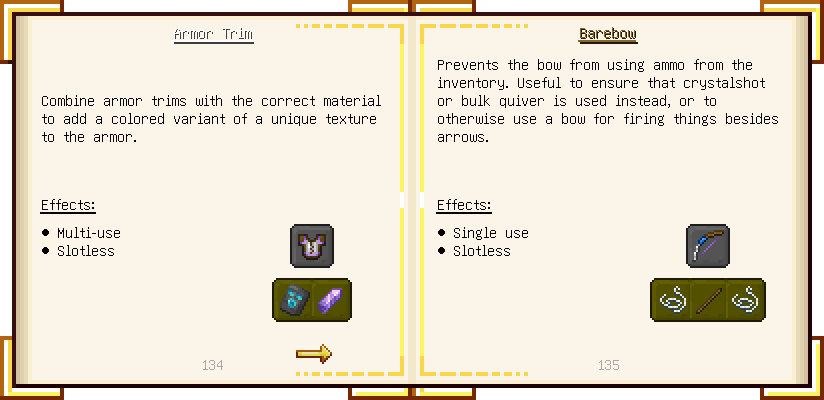 Armor Trim
Combine armor trims with the correct material
to add a colored variant of a unique texture
to the armor.
Effects:
● Multi-use
● Slotless
134
Barebow
Prevents the bow from using ammo from the
inventory. Useful to ensure that crystalshot
or bulk quiver is used instead, or to
otherwise use a bow for firing things besides
arrows.
Effects:
● Single use
● Slotless
135